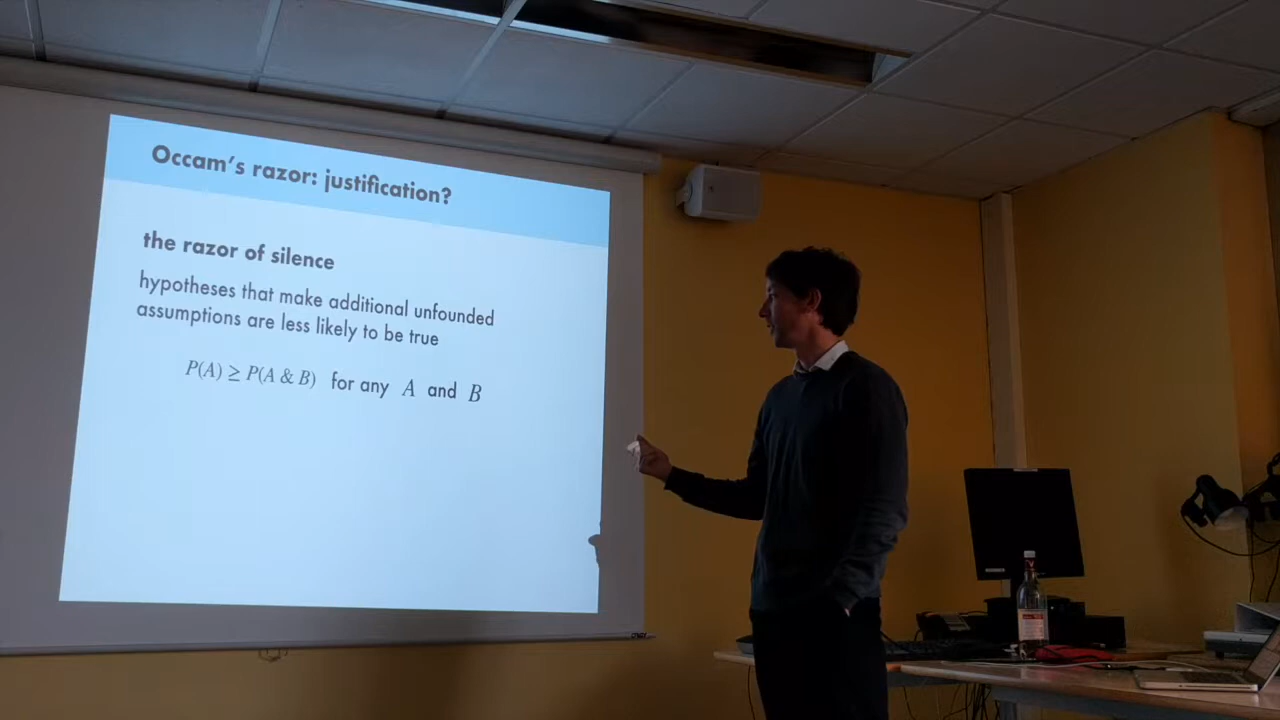 Occam's razor: justification?
the razor of silence
hypotheses that make additional unfounded
assumptions are less likely to be true
P(A) ≥ P(A & B) for any A and B